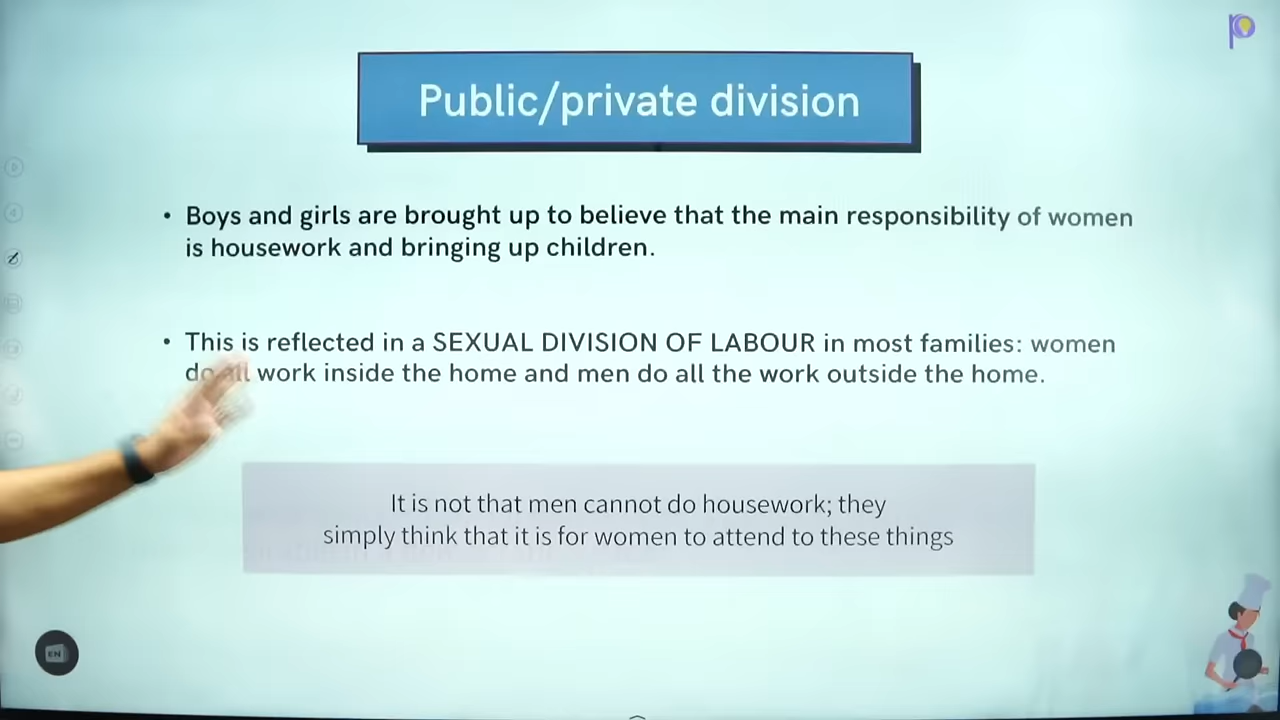 Public/private division
• Boys and girls are brought up to believe that the main responsibility of women
is housework and bringing up children.
• This is reflected in a SEXUAL DIVISION OF LABOUR in most families: women
do all work inside the home and men do all the work outside the home.
It is not that men cannot do housework; they
simply think that it is for women to attend to these things
EN